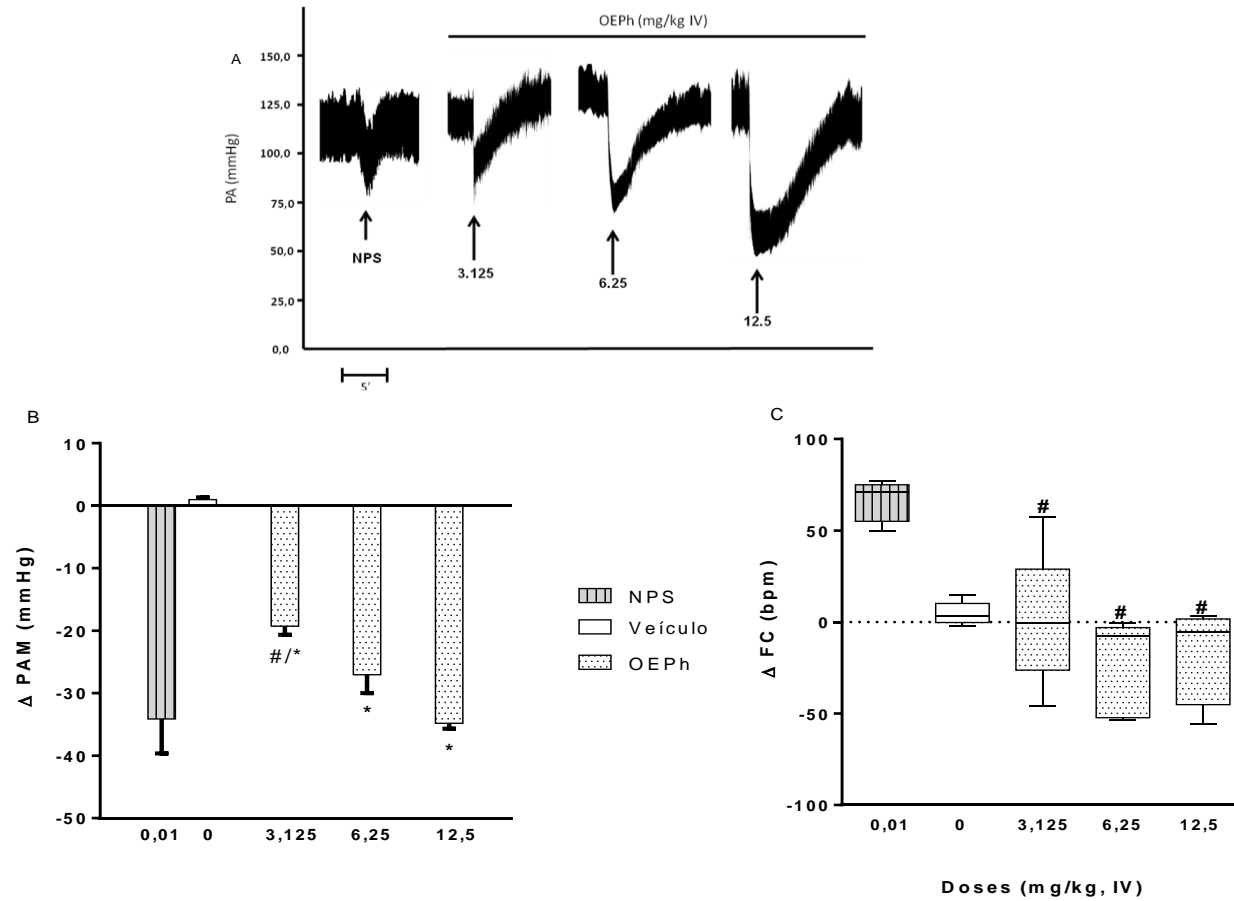 OEPh (mg/kg IV)
A
PA (mmHg)
150,0
125,0
100,0
75,0
50,0
25,0
0,0
NPS
3.125
6.25
12.5
5'
B
Δ PAM (mmHg)
10
0
-10
-20
-30
-40
-50
#/*
*
*
0,01 0 3,125 6,25 12,5
NPS
Veículo
OEPh
C
Δ FC (bpm)
100
50
0
-50
-100
#
#
#
0,01 0 3,125 6,25 12,5
Doses (mg/kg, IV)